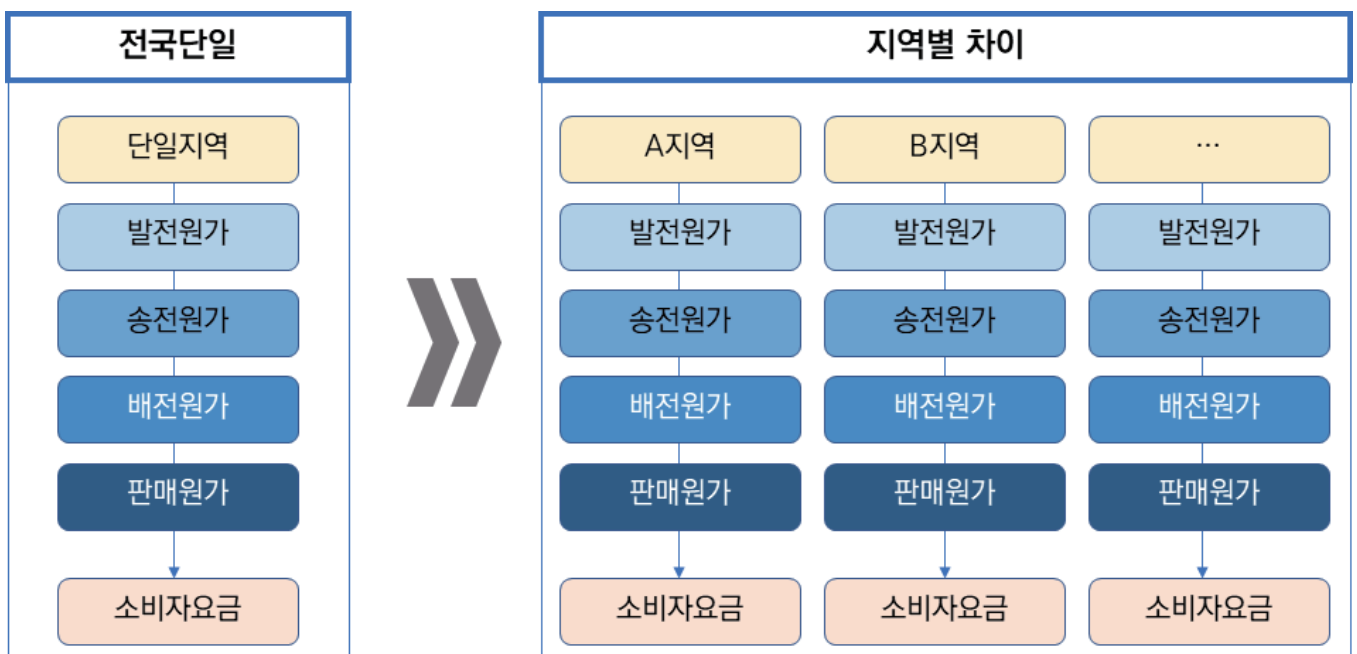 전국단일
단일지역
발전원가
송전원가
배전원가
판매원가
소비자요금
지역별 차이
A지역 B지역 …
발전원가 발전원가 발전원가
송전원가 송전원가 송전원가
배전원가 배전원가 배전원가
판매원가 판매원가 판매원가
소비자요금 소비자요금 소비자요금